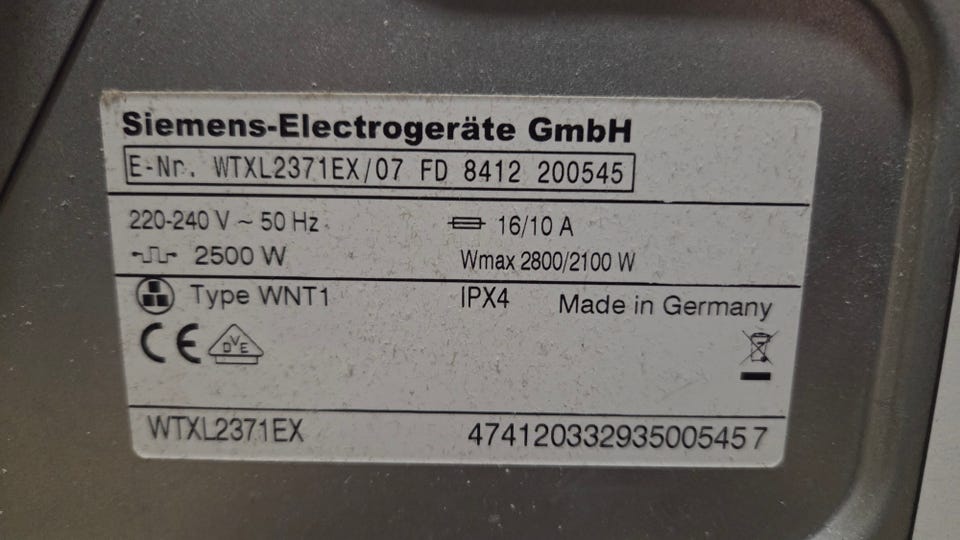 Siemens-Electrogeräte GmbH
E-Nr. WTXL2371EX/07 FD 8412 200545
220-240 V ~ 50 Hz 16/10 A
2500 W Wmax 2800/2100 W
Type WNT1 IPX4 Made in Germany
CE DVE
WTXL2371EX 474120332935005457